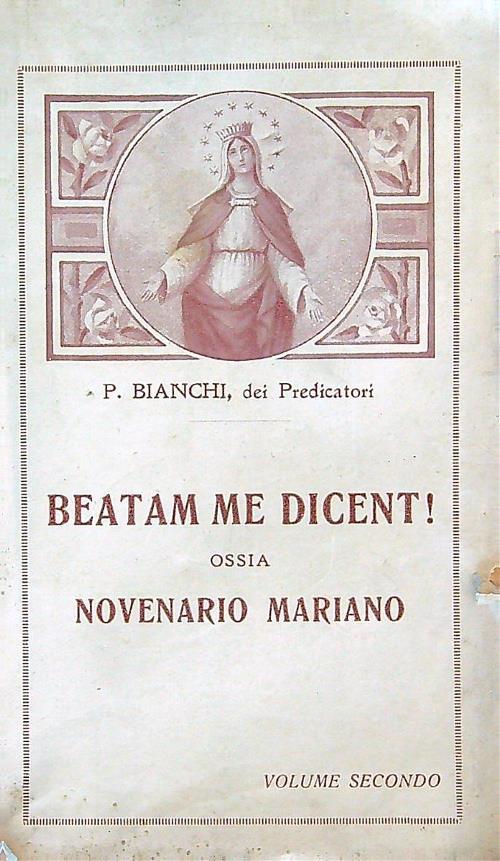 P. BIANCHI, dei Predicatori
BEATAM ME DICENT!
OSSIA
NOVENARIO MARIANO
VOLUME SECONDO